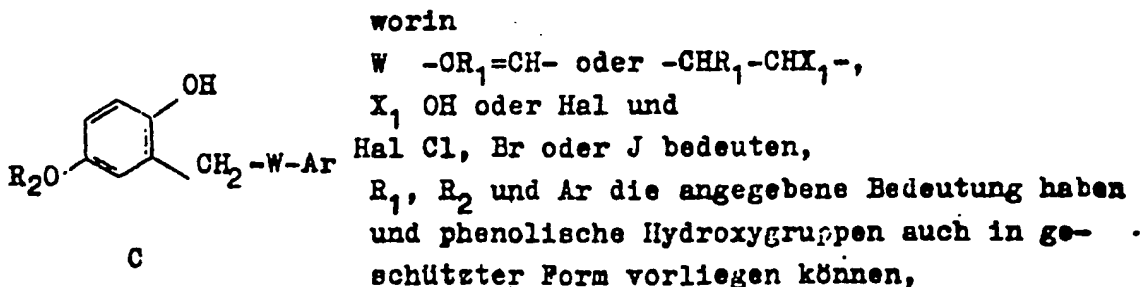 worin
W -CR₁=CH- oder -CHR₁-CHX₁-,
OH
X₁ OH oder Hal und
R₂O CH₂-W-Ar Hal Cl, Br oder J bedeuten,
R₁, R₂ und Ar die angegebene Bedeutung haben
und phenolische Hydroxygruppen auch in ge-
C
schützter Form vorliegen können,